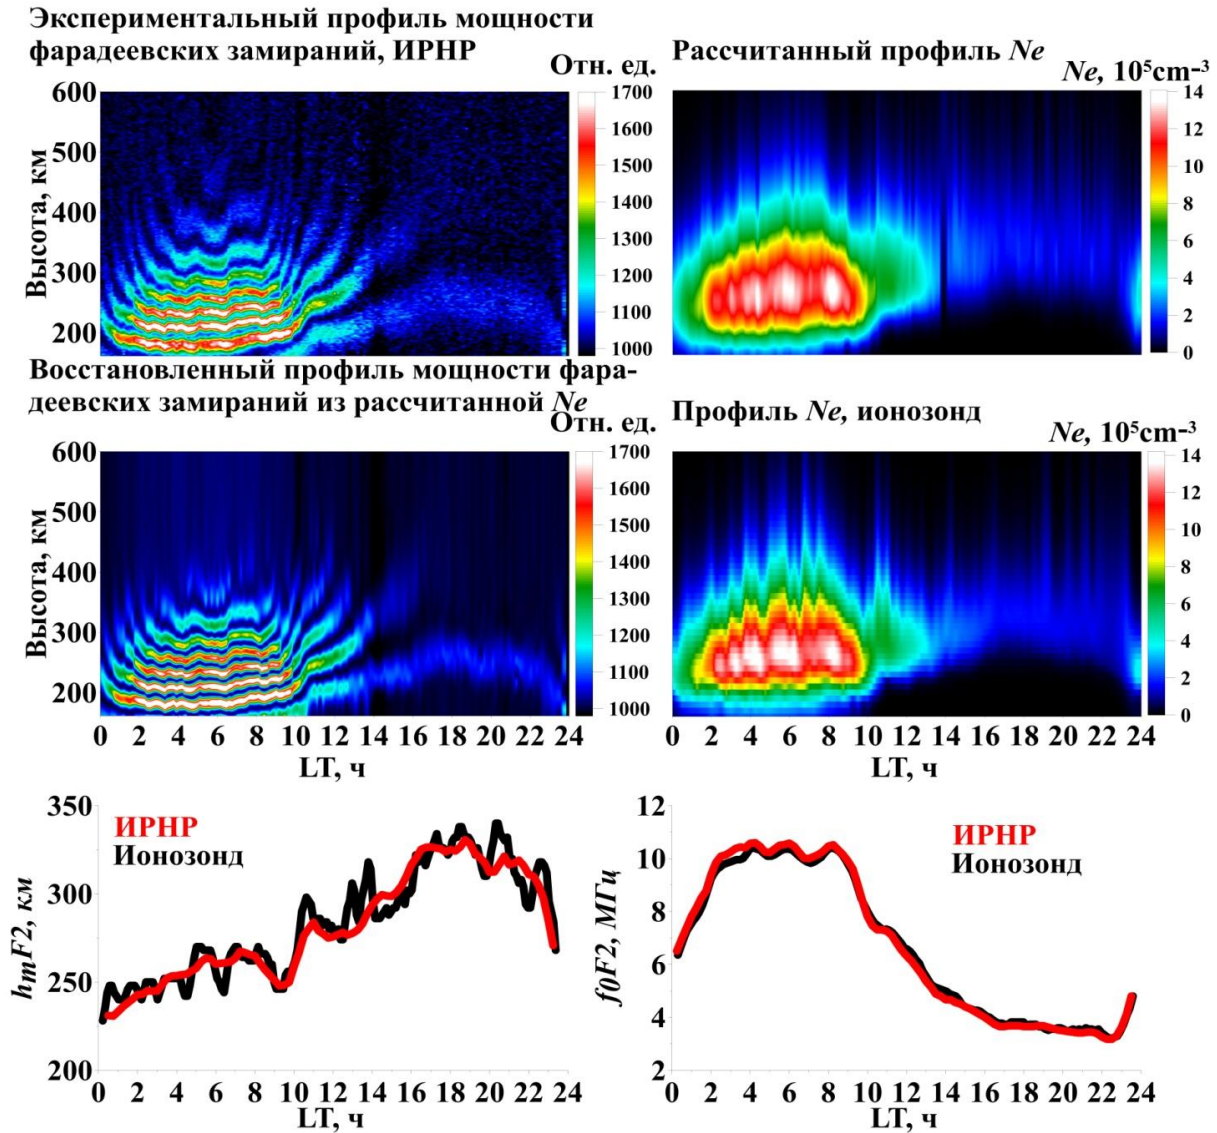 Экспериментальный профиль мощности
фарадеевских замираний, ИРНР
Отн. ед.
Рассчитанный профиль Ne
Ne, 10⁵cm⁻³
Высота, км
600
500
400
300
200
1700
1600
1500
1400
1300
1200
1100
1000
14
12
10
8
6
4
2
0
Восстановленный профиль мощности фара-
деевских замираний из рассчитанной Ne
Отн. ед.
Профиль Ne, ионозонд
Ne, 10⁵cm⁻³
Высота, км
600
500
400
300
200
1700
1600
1500
1400
1300
1200
1100
1000
14
12
10
8
6
4
2
0
0 2 4 6 8 10 12 14 16 18 20 22 24
LT, ч
0 2 4 6 8 10 12 14 16 18 20 22 24
LT, ч
hmF2, км
350
300
250
200
ИРНР
Ионозонд
0 2 4 6 8 10 12 14 16 18 20 22 24
LT, ч
f0F2, МГц
12
10
8
6
4
2
ИРНР
Ионозонд
0 2 4 6 8 10 12 14 16 18 20 22 24
LT, ч